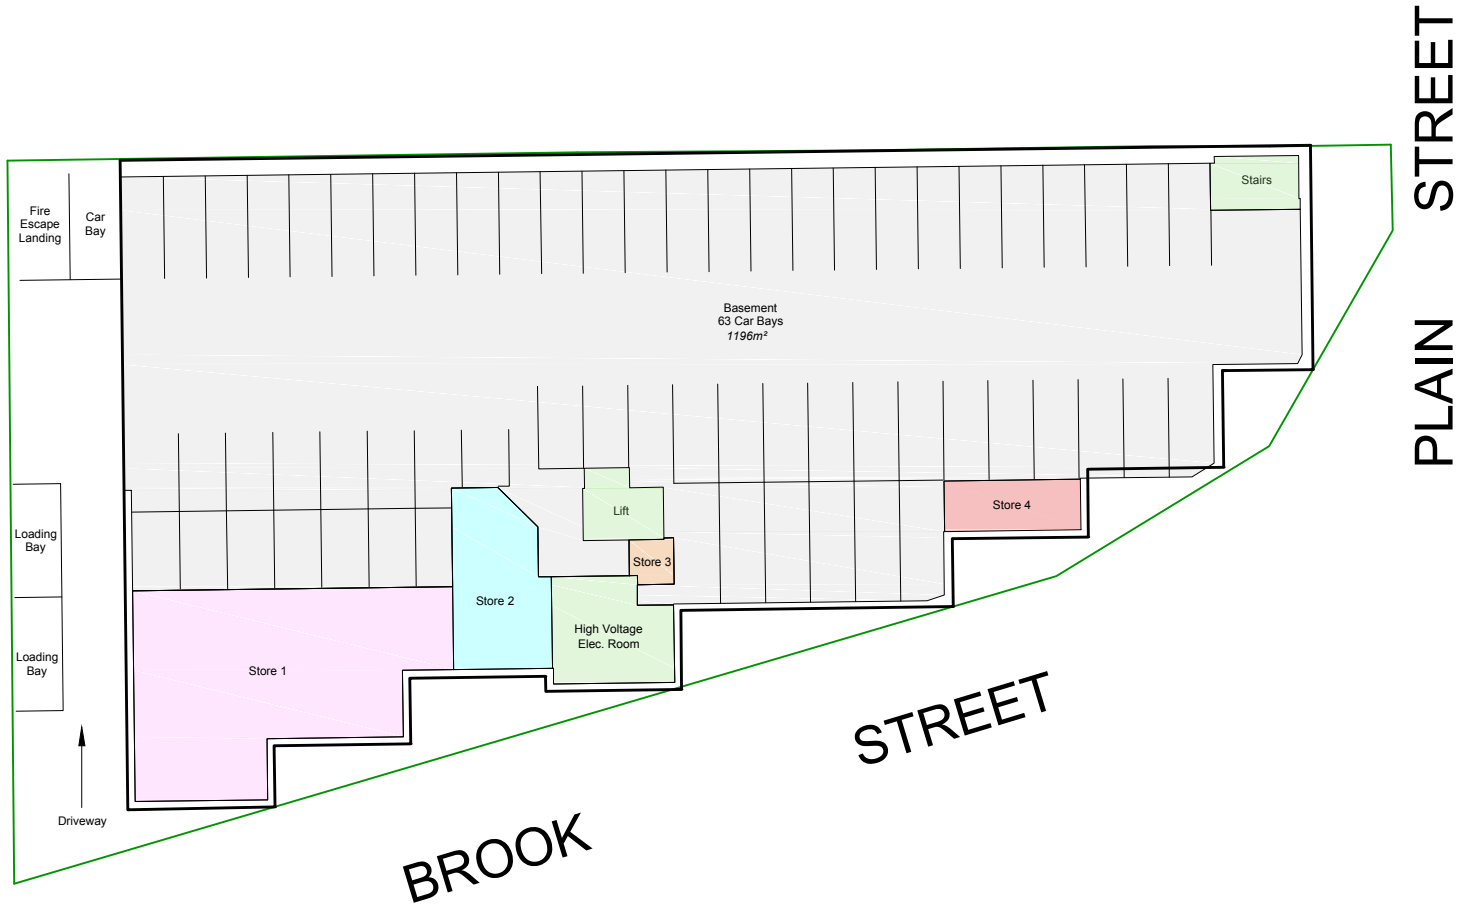 PLAIN STREET
Fire
Escape
Landing
Car
Bay
Stairs
Basement
63 Car Bays
1196m²
Loading
Bay
Lift
Store 4
Store 3
Store 2
High Voltage
Elec. Room
Loading
Bay
Store 1
Driveway
BROOK STREET